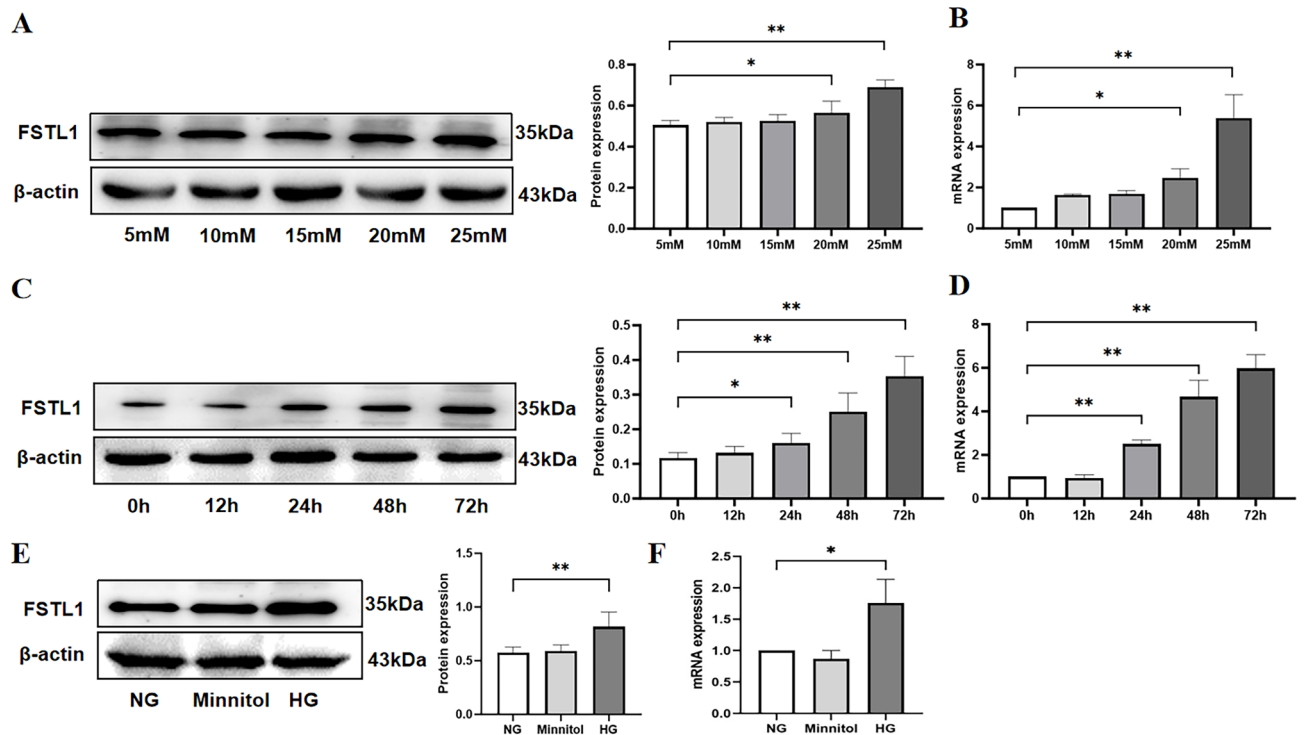 A
FSTL1
35kDa
β-actin
43kDa
5mM 10mM 15mM 20mM 25mM
**
*
Protein expression
0.8
0.6
0.4
0.2
0.0
5mM 10mM 15mM 20mM 25mM
B
**
*
mRNA expression
8
6
4
2
0
5mM 10mM 15mM 20mM 25mM
C
FSTL1
35kDa
β-actin
43kDa
0h 12h 24h 48h 72h
**
**
*
Protein expression
0.5
0.4
0.3
0.2
0.1
0.0
0h 12h 24h 48h 72h
D
**
**
**
mRNA expression
8
6
4
2
0
0h 12h 24h 48h 72h
E
FSTL1
35kDa
β-actin
43kDa
NG Minnitol HG
**
Protein expression
1.5
1.0
0.5
0.0
NG Minnitol HG
F
*
mRNA expression
2.5
2.0
1.5
1.0
0.5
0.0
NG Minnitol HG